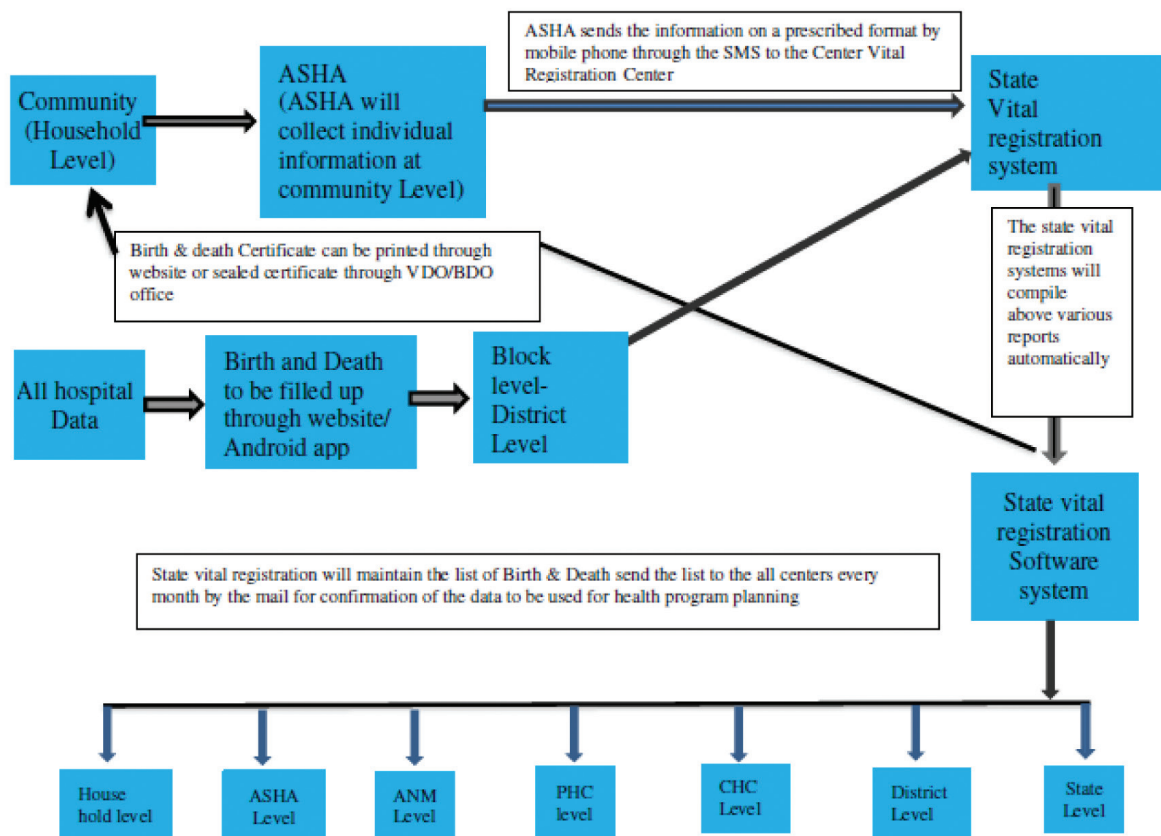 ASHA sends the information on a prescribed format by
mobile phone through the SMS to the Center Vital
Registration Center
Community
(Household
Level)
ASHA
(ASHA will
collect individual
information at
community Level)
State
Vital
registration
system
Birth & death Certificate can be printed through
website or sealed certificate through VDO/BDO
office
The state vital
registration
systems will
compile
above various
reports
automatically
All hospital
Data
Birth and Death
to be filled up
through website/
Android app
Block
level-
District
Level
State vital
registration
Software
system
State vital registration will maintain the list of Birth & Death send the list to the all centers every
month by the mail for confirmation of the data to be used for health program planning
House
hold level
ASHA
Level
ANM
Level
PHC
level
CHC
Level
District
Level
State
Level